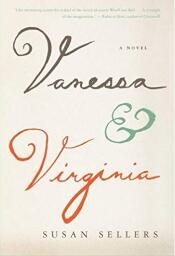 A NOVEL
Vanessa
&
Virginia
SUSAN SELLERS